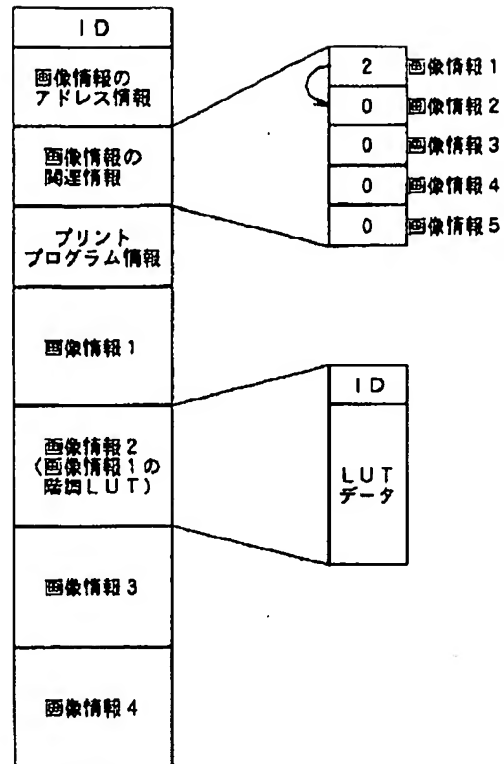 ID
画像情報の
アドレス情報
画像情報の
関連情報
プリント
プログラム情報
画像情報1
画像情報2
(画像情報1の
階調LUT)
画像情報3
画像情報4
2 画像情報1
0 画像情報2
0 画像情報3
0 画像情報4
0 画像情報5
ID
LUT
データ